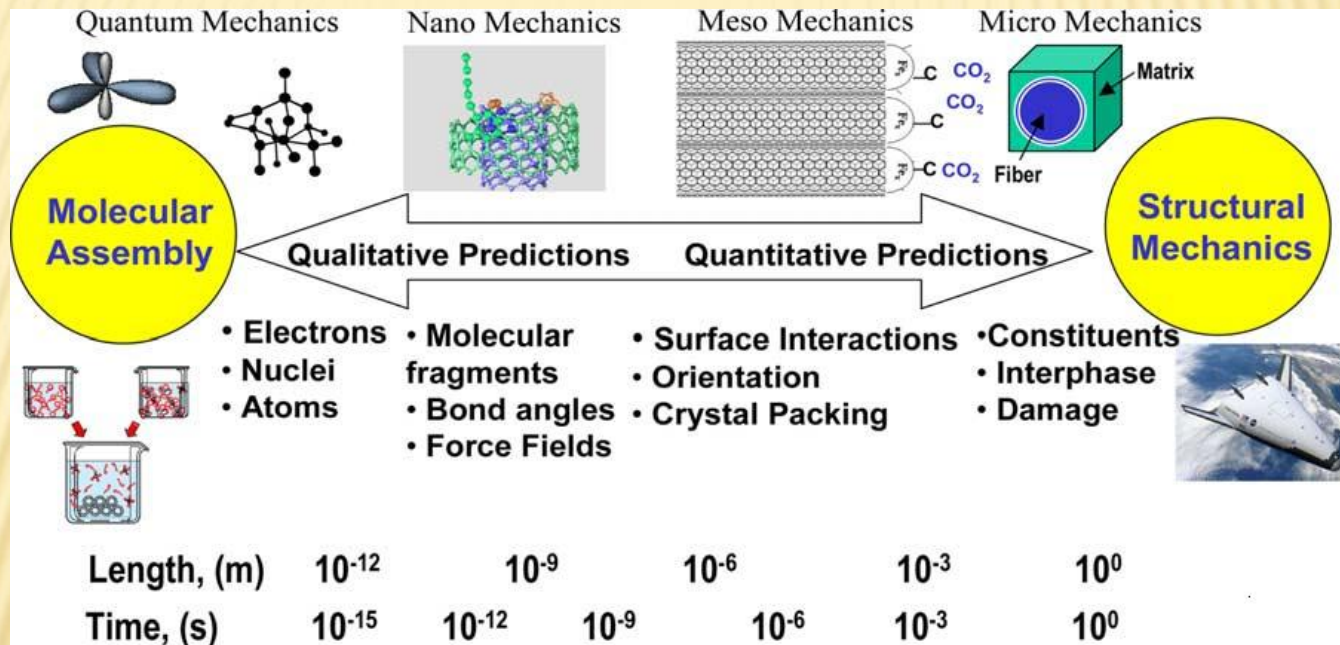 Quantum Mechanics
Nano Mechanics
Meso Mechanics
Micro Mechanics
Feₙ
C
CO₂
CO₂
Feₙ
C
Feₙ
C
CO₂
Matrix
Fiber
Molecular
Assembly
Qualitative Predictions
Quantitative Predictions
Structural
Mechanics
• Electrons
• Nuclei
• Atoms
• Molecular
fragments
• Bond angles
• Force Fields
• Surface Interactions
• Orientation
• Crystal Packing
•Constituents
• Interphase
• Damage
Length, (m) 10⁻¹² 10⁻⁹ 10⁻⁶ 10⁻³ 10⁰
Time, (s) 10⁻¹⁵ 10⁻¹² 10⁻⁹ 10⁻⁶ 10⁻³ 10⁰